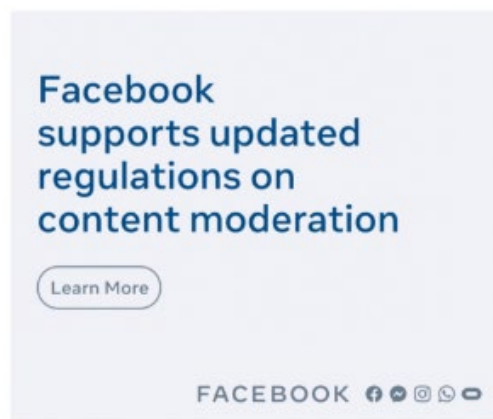 Facebook
supports updated
regulations on
content moderation
Learn More
FACEBOOK